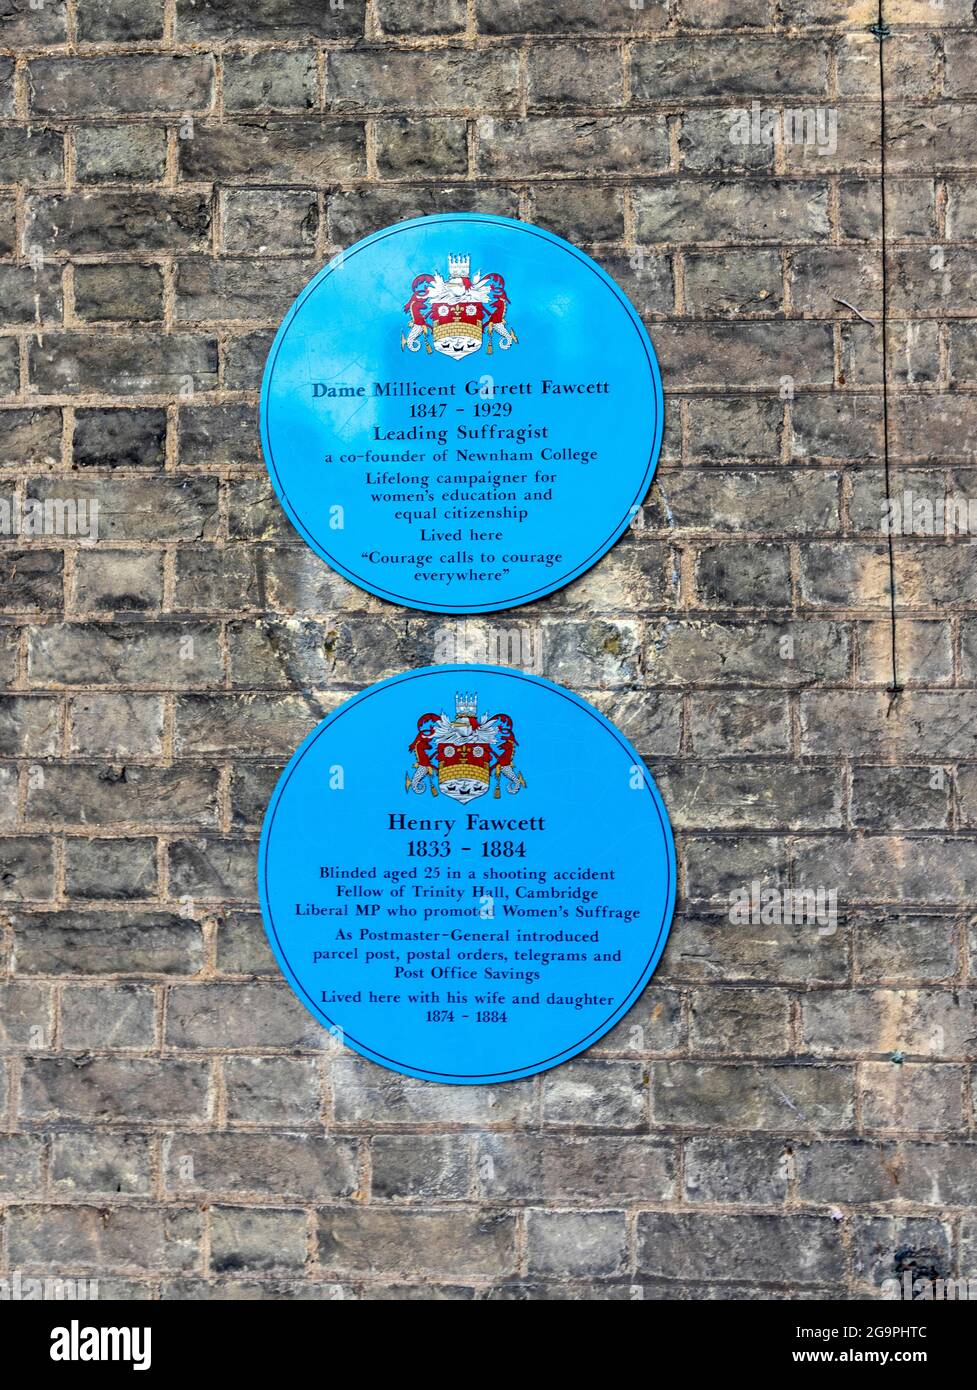 Dame Millicent Garrett Fawcett
1847 - 1929
Leading Suffragist
a co-founder of Newnham College
Lifelong campaigner for
women's education and
equal citizenship
Lived here
"Courage calls to courage
everywhere"
Henry Fawcett
1833 - 1884
Blinded aged 25 in a shooting accident
Fellow of Trinity Hall, Cambridge
Liberal MP who promoted Women's Suffrage
As Postmaster-General introduced
parcel post, postal orders, telegrams and
Post Office Savings
Lived here with his wife and daughter
1874 - 1884
alamy
alamy
Image ID: 2G9PHTC
www.alamy.com